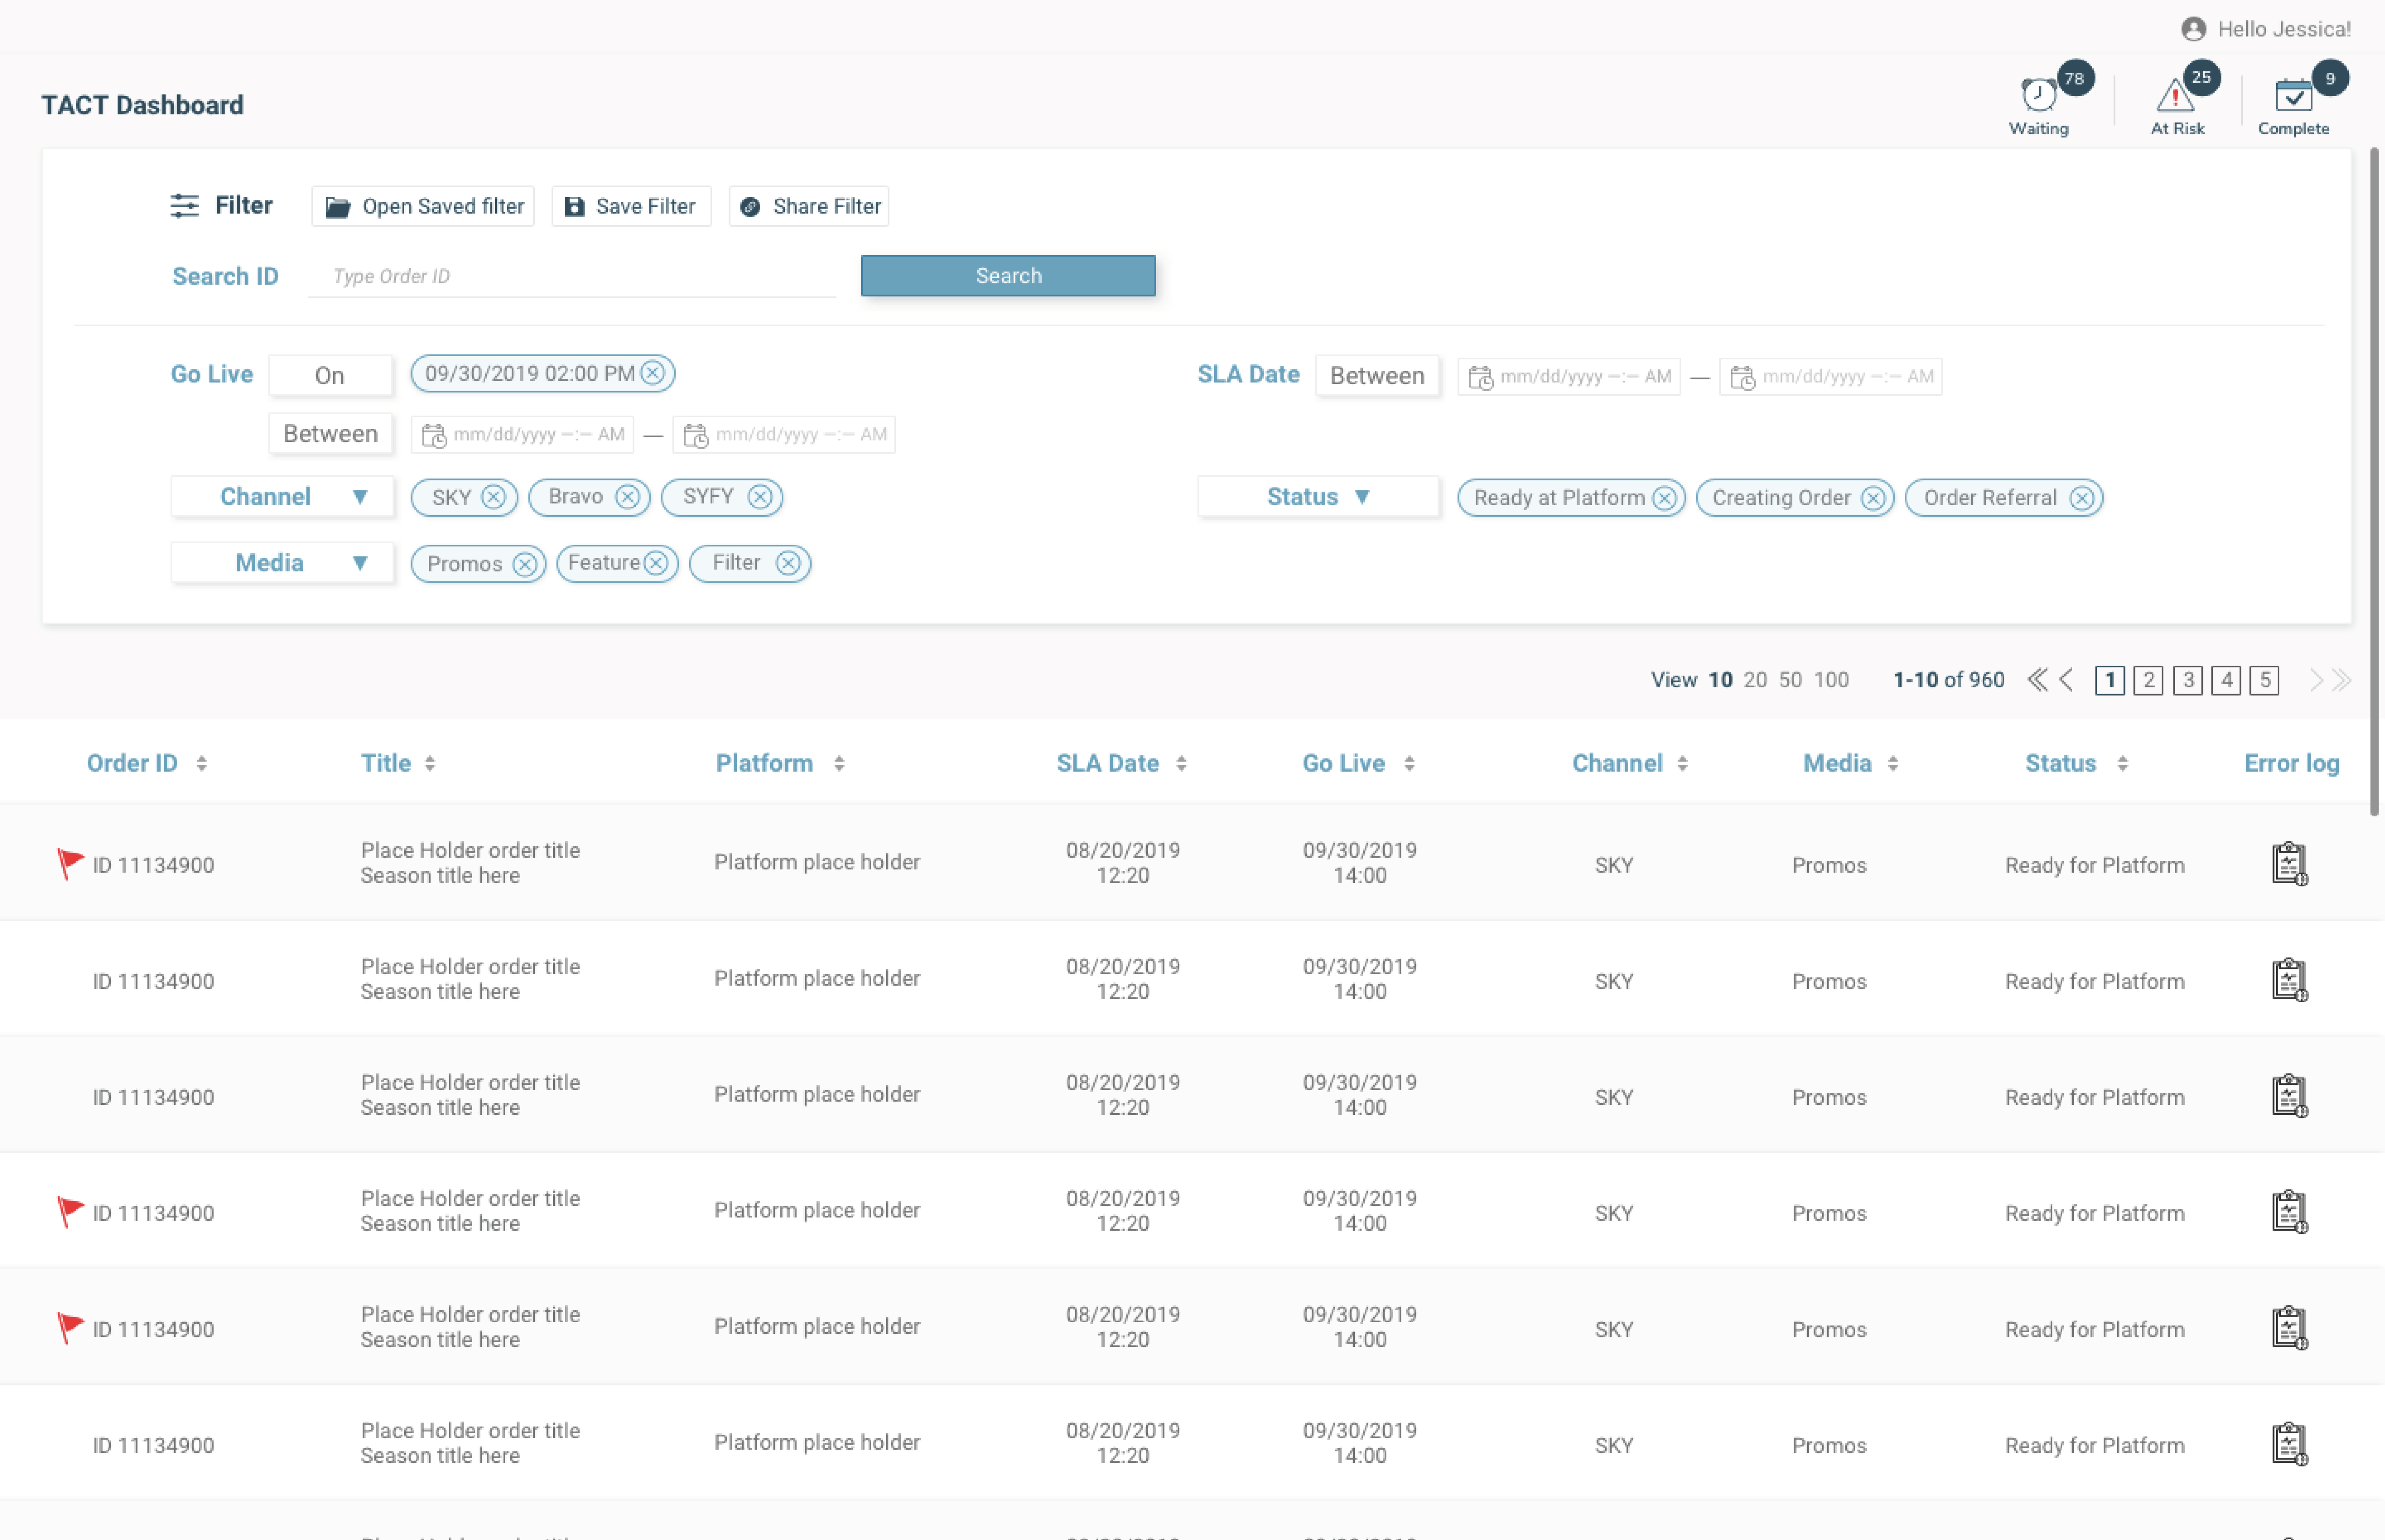 Hello Jessica!
TACT Dashboard
78
25
9
Waiting
At Risk
Complete
Filter
Open Saved filter
Save Filter
Share Filter
Search ID
Type Order ID
Search
Go Live On 09/30/2019 02:00 PM
SLA Date Between mm/dd/yyyy –:– AM — mm/dd/yyyy –:– AM
Between mm/dd/yyyy –:– AM — mm/dd/yyyy –:– AM
Channel ▼ SKY Bravo SYFY
Status ▼ Ready at Platform Creating Order Order Referral
Media ▼ Promos Feature Filter
View 10 20 50 100 1-10 of 960 1 2 3 4 5
Order ID Title Platform SLA Date Go Live Channel Media Status Error log
ID 11134900
Place Holder order title
Season title here
Platform place holder
08/20/2019
12:20
09/30/2019
14:00
SKY
Promos
Ready for Platform
ID 11134900
Place Holder order title
Season title here
Platform place holder
08/20/2019
12:20
09/30/2019
14:00
SKY
Promos
Ready for Platform
ID 11134900
Place Holder order title
Season title here
Platform place holder
08/20/2019
12:20
09/30/2019
14:00
SKY
Promos
Ready for Platform
ID 11134900
Place Holder order title
Season title here
Platform place holder
08/20/2019
12:20
09/30/2019
14:00
SKY
Promos
Ready for Platform
ID 11134900
Place Holder order title
Season title here
Platform place holder
08/20/2019
12:20
09/30/2019
14:00
SKY
Promos
Ready for Platform
ID 11134900
Place Holder order title
Season title here
Platform place holder
08/20/2019
12:20
09/30/2019
14:00
SKY
Promos
Ready for Platform